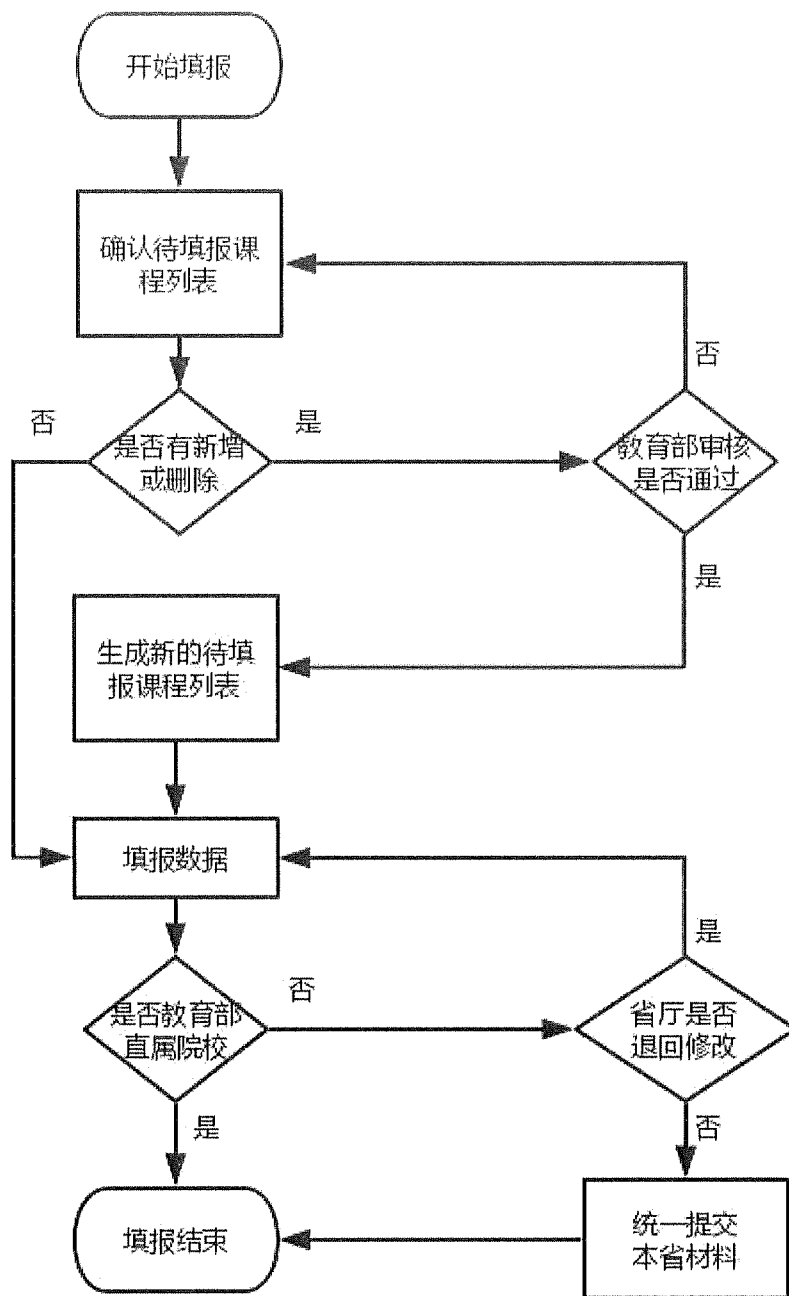 开始填报
确认待填报课
程列表
否
否
是否有新增
或删除
是
教育部审核
是否通过
是
生成新的待填
报课程列表
填报数据
是
是否教育部
直属院校
否
省厅是否
退回修改
是
否
填报结束
统一提交
本省材料